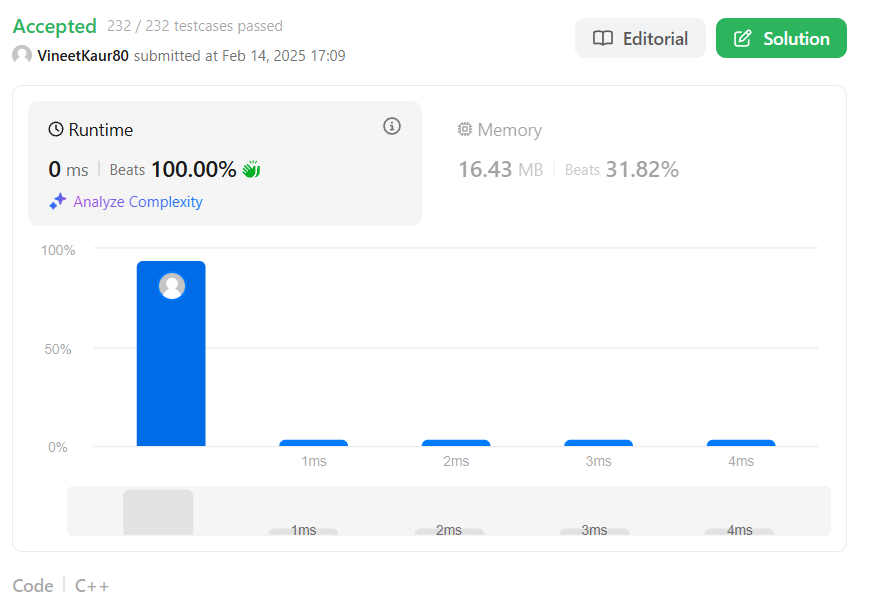 Accepted 232 / 232 testcases passed
VineetKaur80 submitted at Feb 14, 2025 17:09
Editorial
Solution
Runtime
0 ms | Beats 100.00%
Analyze Complexity
Memory
16.43 MB | Beats 31.82%
100%
50%
0%
1ms 2ms 3ms 4ms
1ms 2ms 3ms 4ms
Code | C++